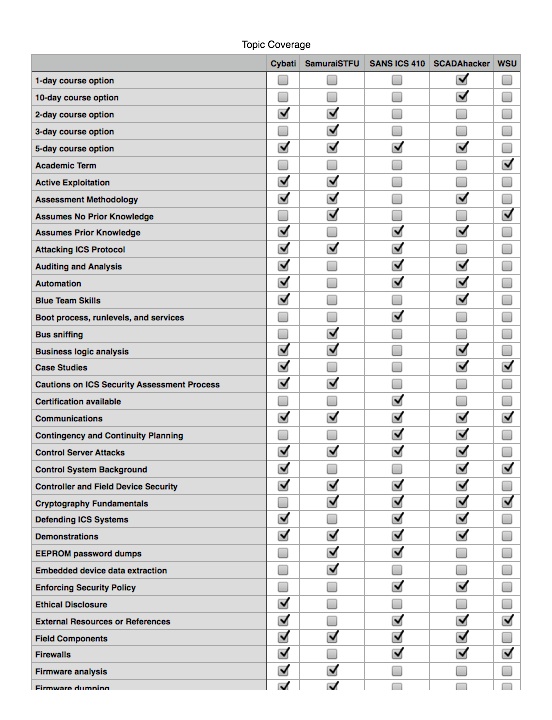 Topic Coverage
Cybati SamuraiSTFU SANS ICS 410 SCADAhacker WSU
1-day course option
10-day course option
2-day course option
3-day course option
5-day course option
Academic Term
Active Exploitation
Assessment Methodology
Assumes No Prior Knowledge
Assumes Prior Knowledge
Attacking ICS Protocol
Auditing and Analysis
Automation
Blue Team Skills
Boot process, runlevels, and services
Bus sniffing
Business logic analysis
Case Studies
Cautions on ICS Security Assessment Process
Certification available
Communications
Contingency and Continuity Planning
Control Server Attacks
Control System Background
Controller and Field Device Security
Cryptography Fundamentals
Defending ICS Systems
Demonstrations
EEPROM password dumps
Embedded device data extraction
Enforcing Security Policy
Ethical Disclosure
External Resources or References
Field Components
Firewalls
Firmware analysis
Firmware dumping